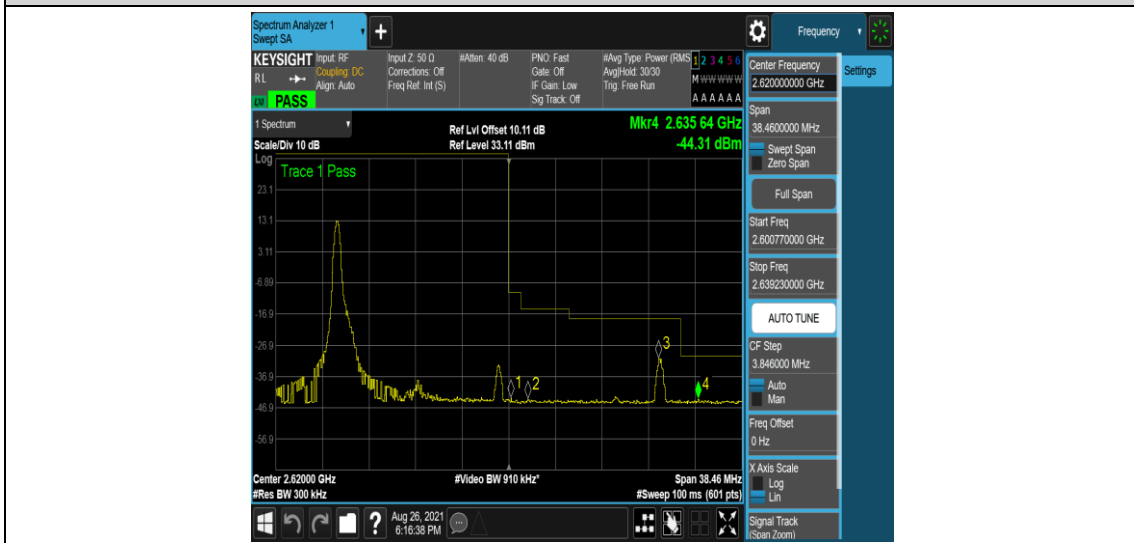 Spectrum Analyzer 1
Swept SA
+
Frequency
KEYSIGHT
RL
LXI
PASS
Input: RF
Coupling: DC
Align: Auto
Input Z: 50 Ω
Corrections: Off
Freq Ref: Int (S)
#Atten: 40 dB
PNO: Fast
Gate: Off
IF Gain: Low
Sig Track: Off
#Avg Type: Power (RMS
Avg|Hold: 30/30
Trig: Free Run
1 2 3 4 5 6
M W W W W W
A A A A A A
1 Spectrum
Scale/Div 10 dB
Ref Lvl Offset 10.11 dB
Ref Level 33.11 dBm
Mkr4 2.635 64 GHz
-44.31 dBm
Log
Trace 1 Pass
23.1
13.1
3.11
-6.89
-16.9
-26.9
-36.9
-46.9
-56.9
1
2
3
4
Center 2.62000 GHz
#Res BW 300 kHz
#Video BW 910 kHz*
Span 38.46 MHz
#Sweep 100 ms (601 pts)
?
Aug 26, 2021
6:16:38 PM
Settings
Center Frequency
2.620000000 GHz
Span
38.4600000 MHz
Swept Span
Zero Span
Full Span
Start Freq
2.600770000 GHz
Stop Freq
2.639230000 GHz
AUTO TUNE
CF Step
3.846000 MHz
Auto
Man
Freq Offset
0 Hz
X Axis Scale
Log
Lin
Signal Track
(Span Zoom)